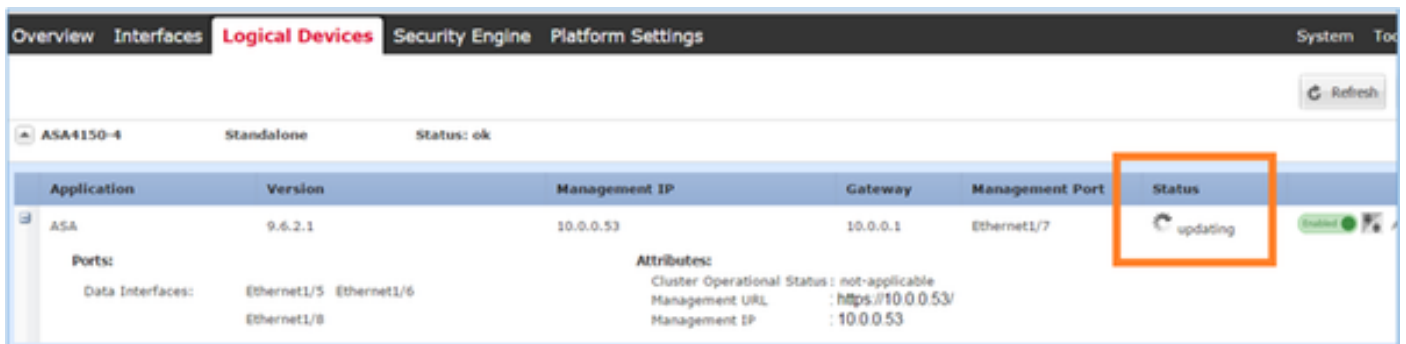 Overview Interfaces Logical Devices Security Engine Platform Settings System Too
Refresh
ASA4150-4 Standalone Status: ok
Application Version Management IP Gateway Management Port Status
ASA 9.6.2.1 10.0.0.53 10.0.0.1 Ethernet1/7 updating Enabled
Ports: Attributes:
Data Interfaces: Ethernet1/5 Ethernet1/6 Cluster Operational Status : not-applicable
Management URL : https://10.0.0.53/
Ethernet1/8 Management IP : 10.0.0.53